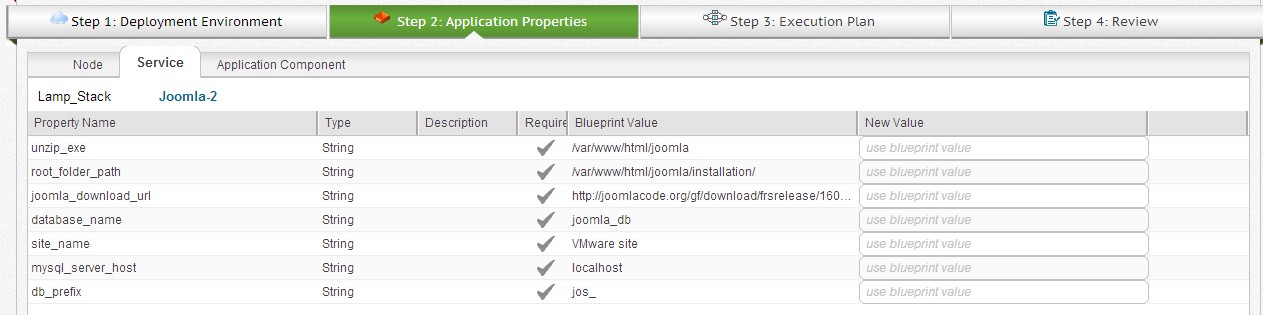 Step 1: Deployment Environment Step 2: Application Properties Step 3: Execution Plan Step 4: Review
Node Service Application Component
Lamp_Stack Joomla-2
Property Name Type Description Require Blueprint Value New Value
unzip_exe String /var/www/html/joomla use blueprint value
root_folder_path String /var/www/html/joomla/installation/ use blueprint value
joomla_download_url String http://joomlacode.org/gf/download/frsrelease/160... use blueprint value
database_name String joomla_db use blueprint value
site_name String VMware site use blueprint value
mysql_server_host String localhost use blueprint value
db_prefix String jos_ use blueprint value